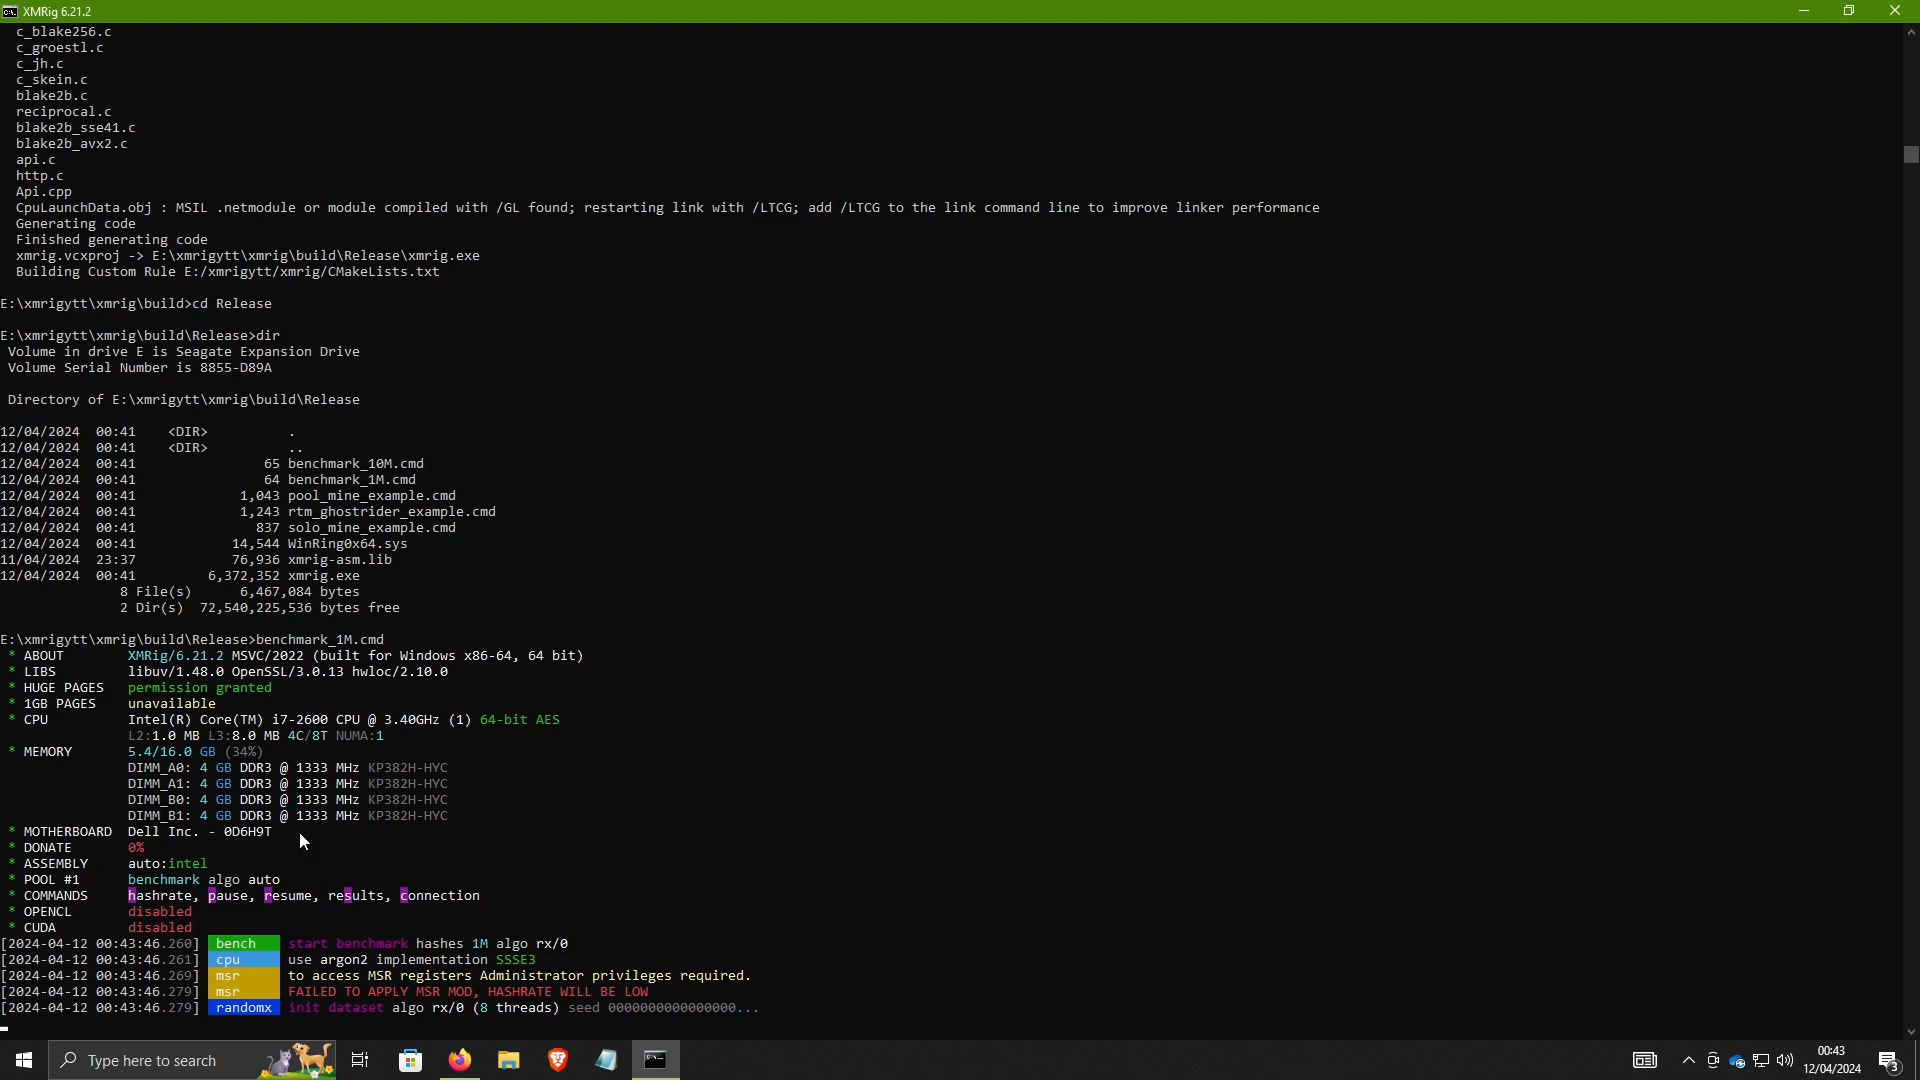 XMRig 6.21.2
c_blake256.c
c_groestl.c
c_jh.c
c_skein.c
blake2b.c
reciprocal.c
blake2b_sse41.c
blake2b_avx2.c
api.c
http.c
Api.cpp
CpuLaunchData.obj : MSIL .netmodule or module compiled with /GL found; restarting link with /LTCG; add /LTCG to the link command line to improve linker performance
Generating code
Finished generating code
xmrig.vcxproj -> E:\xmrigytt\xmrig\build\Release\xmrig.exe
Building Custom Rule E:/xmrigytt/xmrig/CMakeLists.txt
E:\xmrigytt\xmrig\build>cd Release
E:\xmrigytt\xmrig\build\Release>dir
Volume in drive E is Seagate Expansion Drive
Volume Serial Number is 8855-D89A
Directory of E:\xmrigytt\xmrig\build\Release
12/04/2024  00:41    <DIR>          .
12/04/2024  00:41    <DIR>          ..
12/04/2024  00:41                65 benchmark_10M.cmd
12/04/2024  00:41                64 benchmark_1M.cmd
12/04/2024  00:41             1,043 pool_mine_example.cmd
12/04/2024  00:41             1,243 rtm_ghostrider_example.cmd
12/04/2024  00:41               837 solo_mine_example.cmd
12/04/2024  00:41            14,544 WinRing0x64.sys
11/04/2024  23:37            76,936 xmrig-asm.lib
12/04/2024  00:41         6,372,352 xmrig.exe
8 File(s)      6,467,084 bytes
2 Dir(s)  72,540,225,536 bytes free
E:\xmrigytt\xmrig\build\Release>benchmark_1M.cmd
* ABOUT        XMRig/6.21.2 MSVC/2022 (built for Windows x86-64, 64 bit)
* LIBS         libuv/1.48.0 OpenSSL/3.0.13 hwloc/2.10.0
* HUGE PAGES   permission granted
* 1GB PAGES    unavailable
* CPU          Intel(R) Core(TM) i7-2600 CPU @ 3.40GHz (1) 64-bit AES
L2:1.0 MB L3:8.0 MB 4C/8T NUMA:1
* MEMORY       5.4/16.0 GB (34%)
DIMM_A0: 4 GB DDR3 @ 1333 MHz KP382H-HYC
DIMM_A1: 4 GB DDR3 @ 1333 MHz KP382H-HYC
DIMM_B0: 4 GB DDR3 @ 1333 MHz KP382H-HYC
DIMM_B1: 4 GB DDR3 @ 1333 MHz KP382H-HYC
* MOTHERBOARD  Dell Inc. - 0D6H9T
* DONATE       0%
* ASSEMBLY     auto:intel
* POOL #1      benchmark algo auto
* COMMANDS     hashrate, pause, resume, results, connection
* OPENCL       disabled
* CUDA         disabled
[2024-04-12 00:43:46.260]  bench    start benchmark hashes 1M algo rx/0
[2024-04-12 00:43:46.261]  cpu      use argon2 implementation SSSE3
[2024-04-12 00:43:46.269]  msr      to access MSR registers Administrator privileges required.
[2024-04-12 00:43:46.279]  msr      FAILED TO APPLY MSR MOD, HASHRATE WILL BE LOW
[2024-04-12 00:43:46.279]  randomx  init dataset algo rx/0 (8 threads) seed 0000000000000000...
Type here to search
00:43
12/04/2024
3